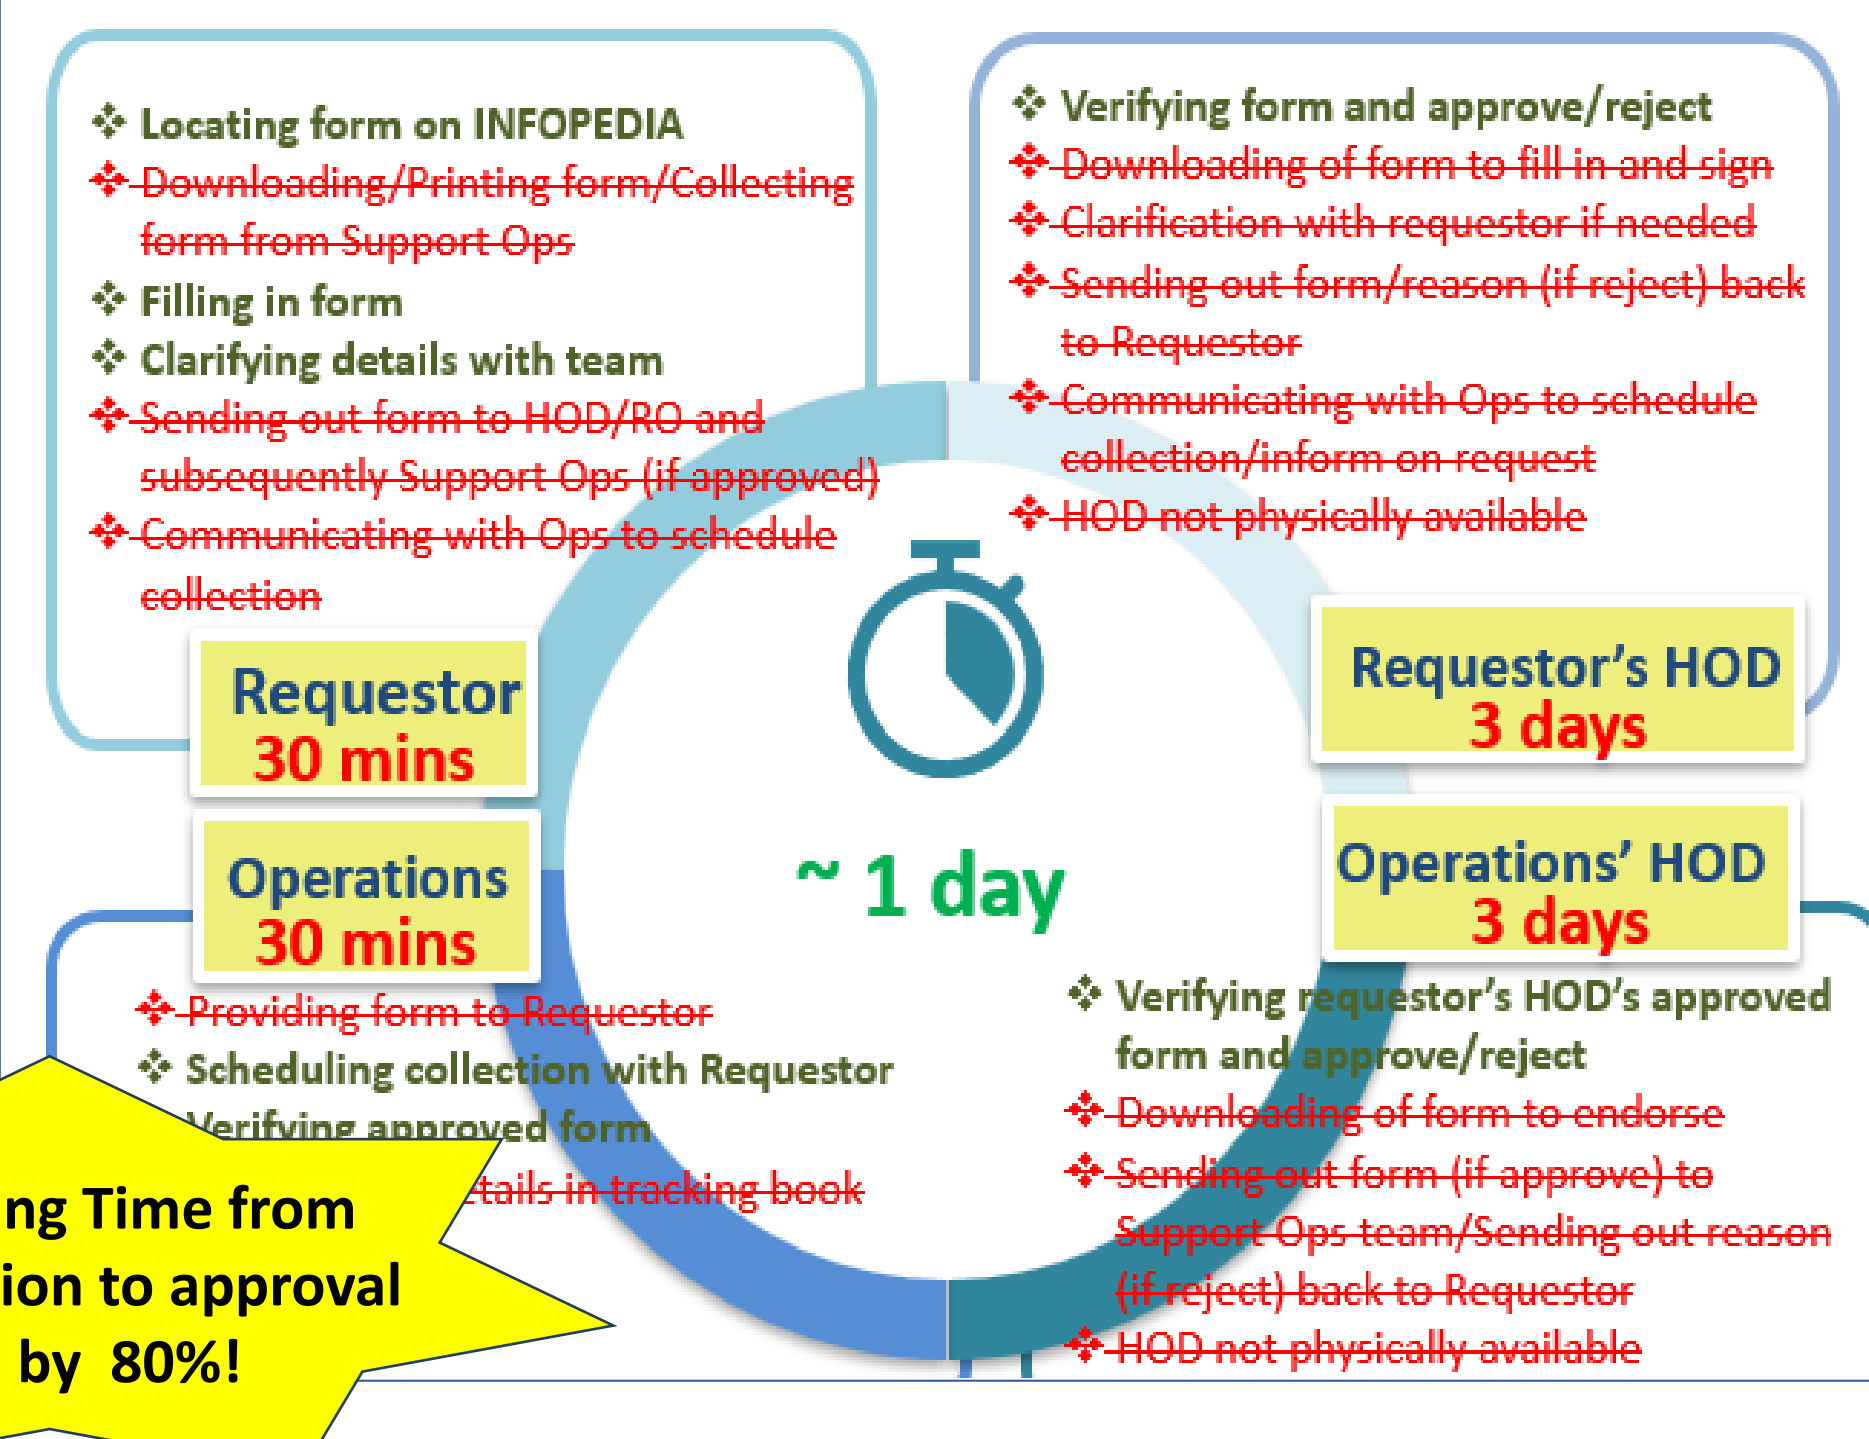 Locating form on INFOPEDIA
Downloading/Printing form/Collecting
form from Support Ops
Filling in form
Clarifying details with team
Sending out form to HOD/RO and
subsequently Support Ops (if approved)
Communicating with Ops to schedule
collection
Requestor
30 mins
Verifying form and approve/reject
Downloading of form to fill in and sign
Clarification with requestor if needed
Sending out form/reason (if reject) back
to Requestor
Communicating with Ops to schedule
collection/inform on request
HOD not physically available
Requestor’s HOD
3 days
~ 1 day
Operations
30 mins
Providing form to Requestor
Scheduling collection with Requestor
Verifying approved form
in tracking book
Operations’ HOD
3 days
Verifying requestor’s HOD’s approved
form and approve/reject
Downloading of form to endorse
Sending out form (if approve) to
Support Ops team/Sending out reason
(if reject) back to Requestor
HOD not physically available
Time from
to approval
by 80%!